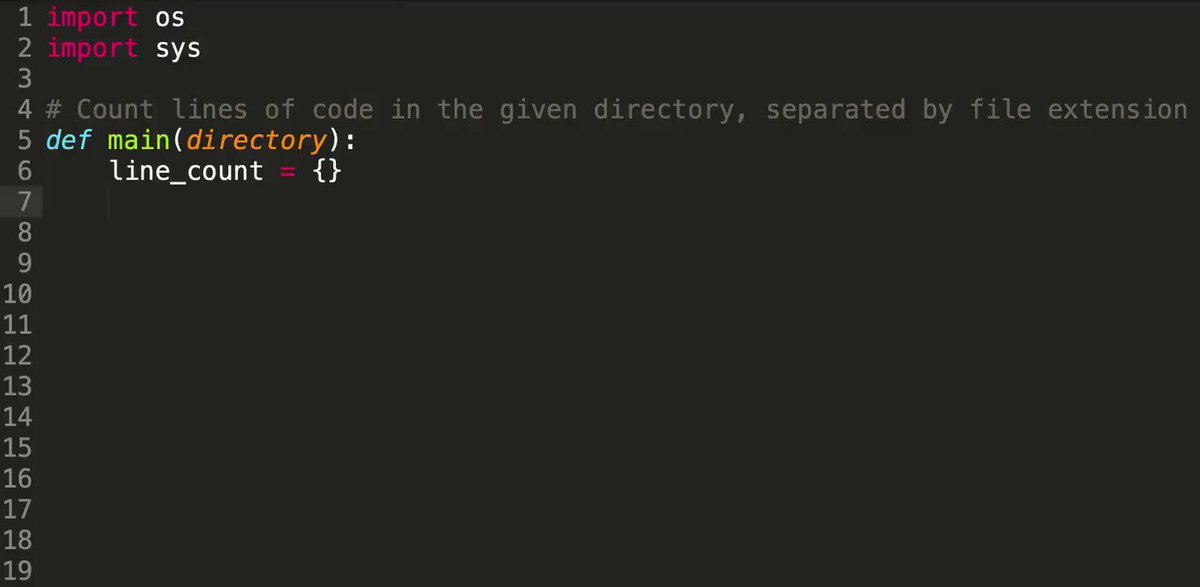 1 import os
2 import sys
3
4 # Count lines of code in the given directory, separated by file extension
5 def main(directory):
6     line_count = {}
7
8
9
10
11
12
13
14
15
16
17
18
19